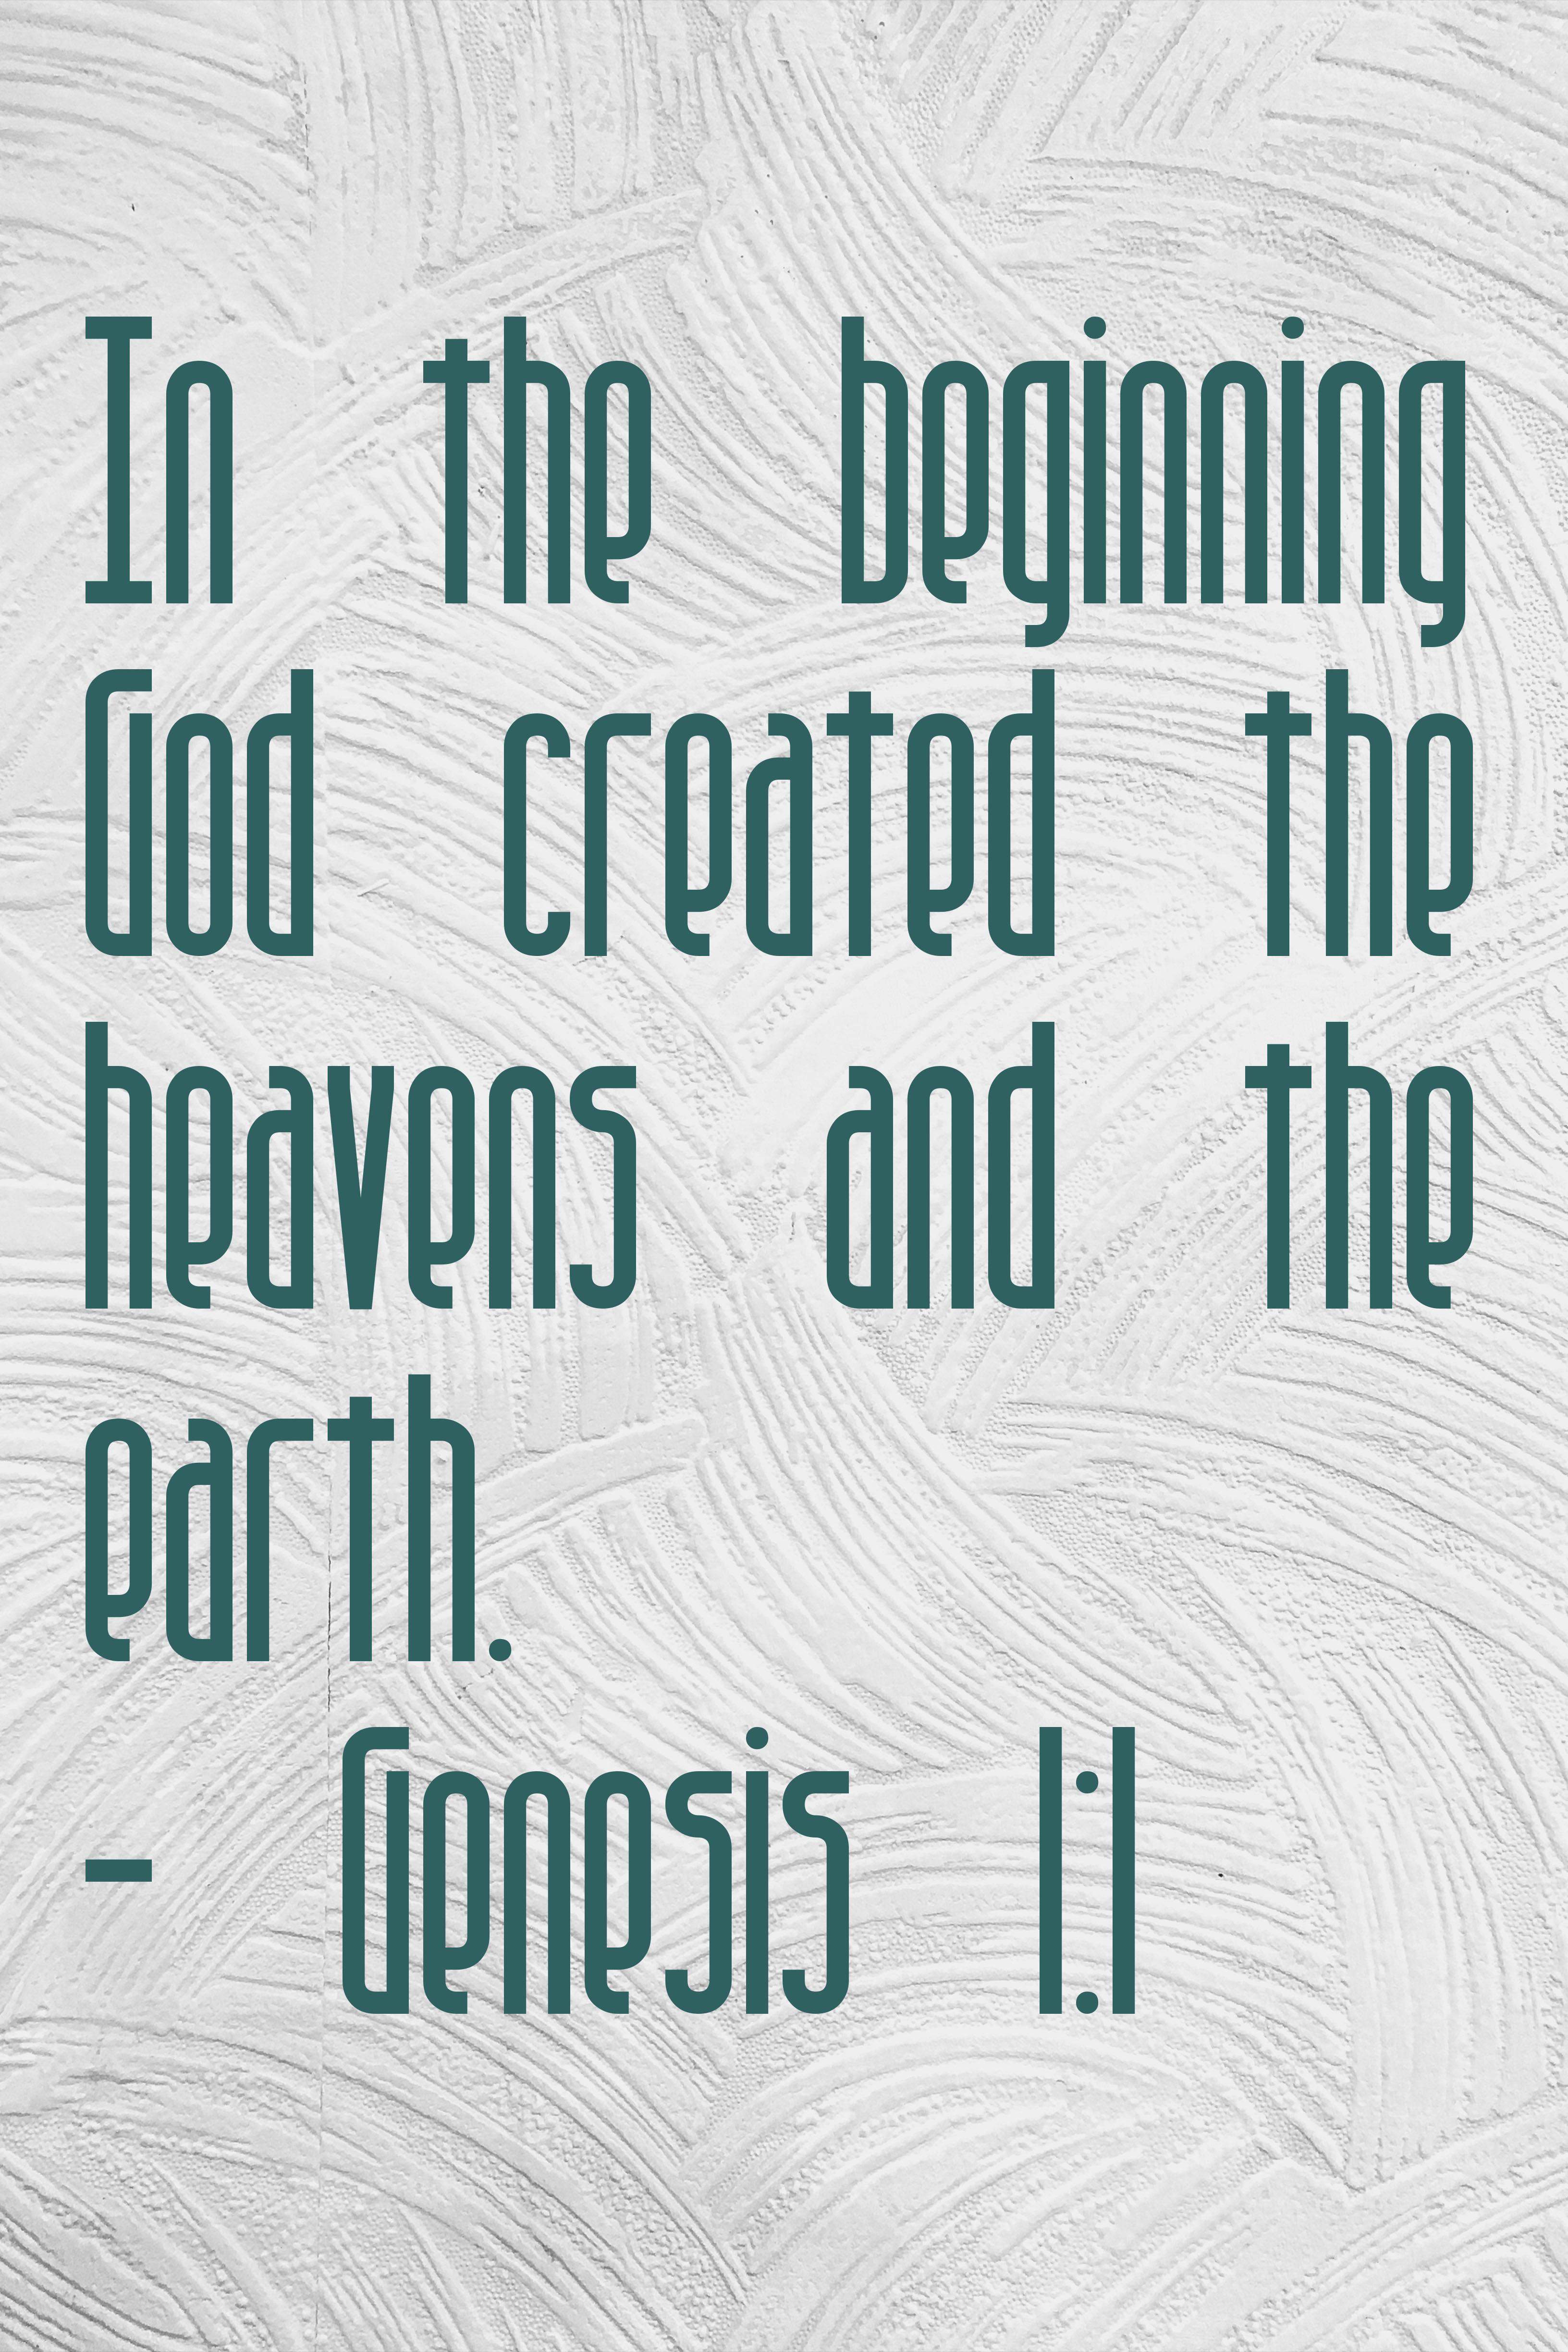 In the beginning
God created the
heavens and the
earth.
- Genesis 1:1